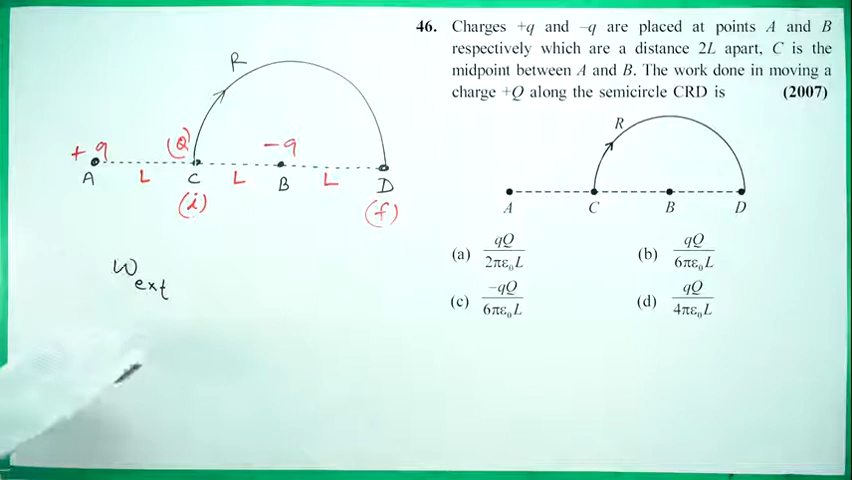 46. Charges +q and –q are placed at points A and B
respectively which are a distance 2L apart, C is the
midpoint between A and B. The work done in moving a
charge +Q along the semicircle CRD is (2007)
R
A C B D
(a) qQ/2πε₀L
(b) qQ/6πε₀L
(c) –qQ/6πε₀L
(d) qQ/4πε₀L
R
+q (Q) –q
A L C L B L D
(i) (f)
W ext